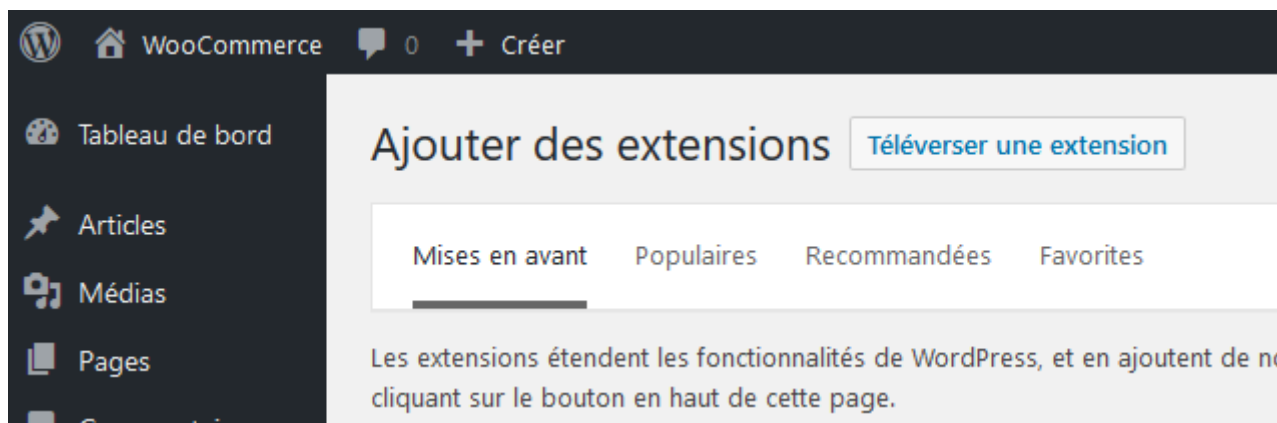 WooCommerce 0 Créer
Tableau de bord
Ajouter des extensions Téléverser une extension
Articles
Mises en avant Populaires Recommandées Favorites
Médias
Pages
Les extensions étendent les fonctionnalités de WordPress, et en ajoutent de
cliquant sur le bouton en haut de cette page.